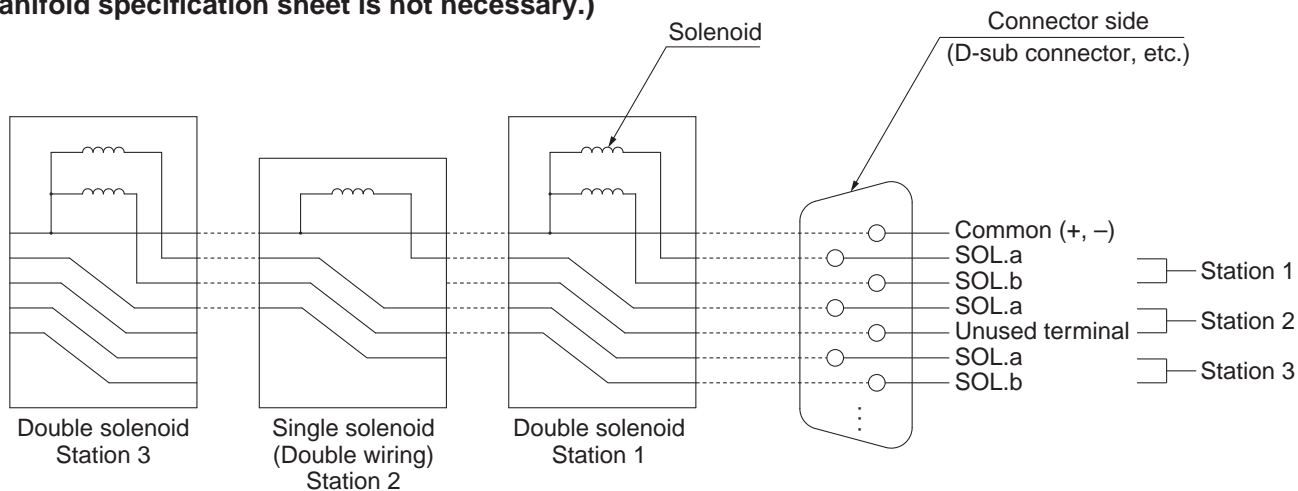 anifold specification sheet is not necessary.)
Solenoid
Connector side
(D-sub connector, etc.)
Common (+, –)
SOL.a
SOL.b
SOL.a
Unused terminal
SOL.a
SOL.b
Station 1
Station 2
Station 3
Double solenoid
Station 3
Single solenoid
(Double wiring)
Station 2
Double solenoid
Station 1